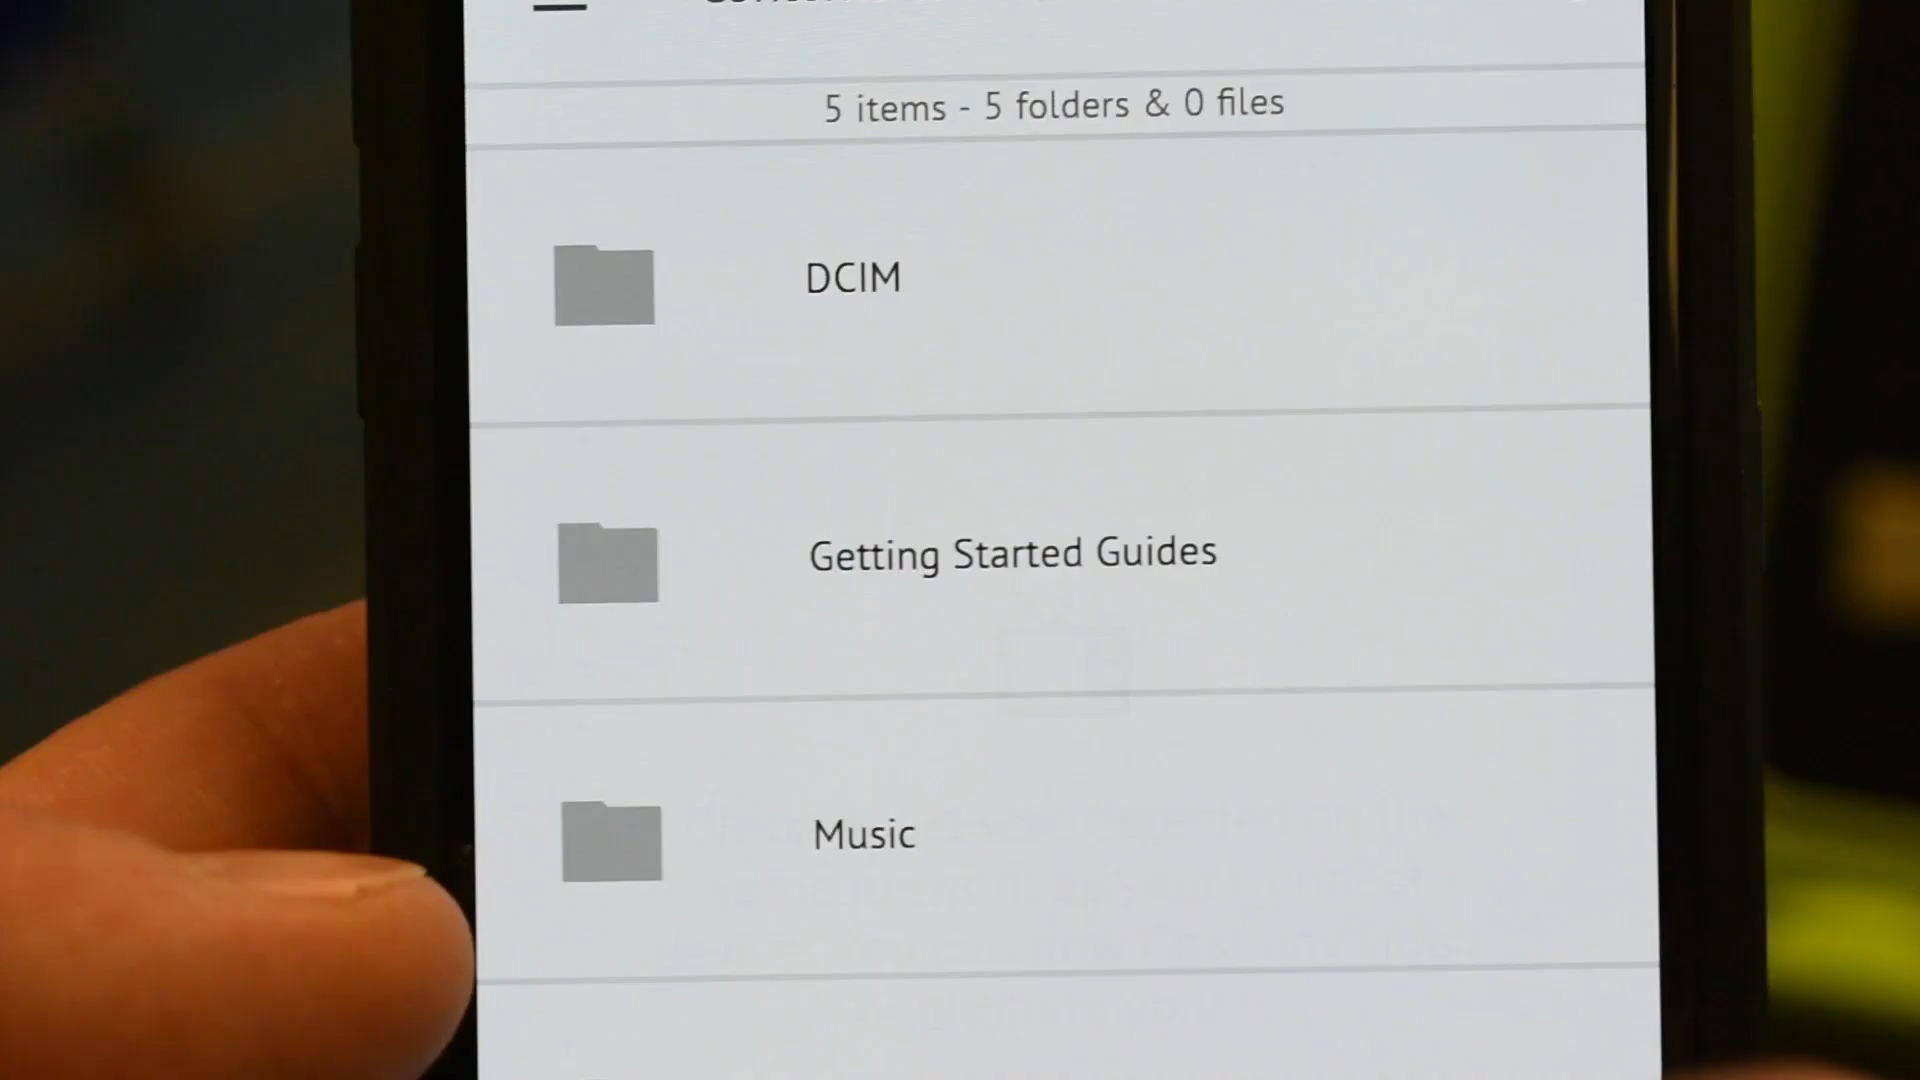 5 items - 5 folders & 0 files
DCIM
Getting Started Guides
Music